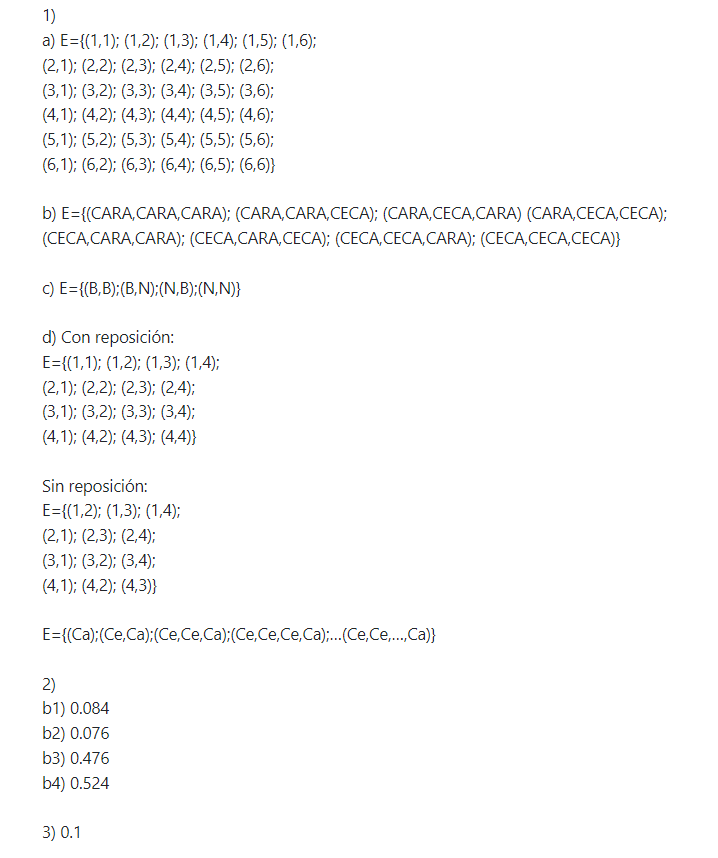 1)
a) E={(1,1); (1,2); (1,3); (1,4); (1,5); (1,6);
(2,1); (2,2); (2,3); (2,4); (2,5); (2,6);
(3,1); (3,2); (3,3); (3,4); (3,5); (3,6);
(4,1); (4,2); (4,3); (4,4); (4,5); (4,6);
(5,1); (5,2); (5,3); (5,4); (5,5); (5,6);
(6,1); (6,2); (6,3); (6,4); (6,5); (6,6)}
b) E={(CARA,CARA,CARA); (CARA,CARA,CECA); (CARA,CECA,CARA) (CARA,CECA,CECA);
(CECA,CARA,CARA); (CECA,CARA,CECA); (CECA,CECA,CARA); (CECA,CECA,CECA)}
c) E={(B,B);(B,N);(N,B);(N,N)}
d) Con reposición:
E={(1,1); (1,2); (1,3); (1,4);
(2,1); (2,2); (2,3); (2,4);
(3,1); (3,2); (3,3); (3,4);
(4,1); (4,2); (4,3); (4,4)}
Sin reposición:
E={(1,2); (1,3); (1,4);
(2,1); (2,3); (2,4);
(3,1); (3,2); (3,4);
(4,1); (4,2); (4,3)}
E={(Ca);(Ce,Ca);(Ce,Ce,Ca);(Ce,Ce,Ce,Ca);...(Ce,Ce,...,Ca)}
2)
b1) 0.084
b2) 0.076
b3) 0.476
b4) 0.524
3) 0.1